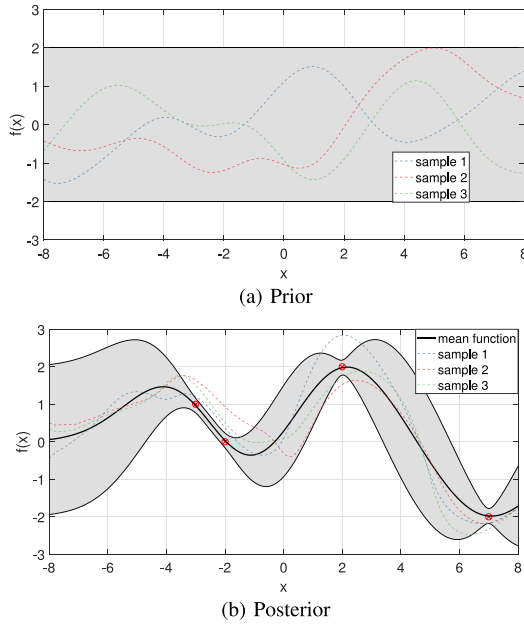 3
2
1
0
-1
-2
-3
f(x)
sample 1
sample 2
sample 3
-8 -6 -4 -2 0 2 4 6 8
x
(a) Prior
3
2
1
0
-1
-2
-3
f(x)
mean function
sample 1
sample 2
sample 3
-8 -6 -4 -2 0 2 4 6 8
x
(b) Posterior